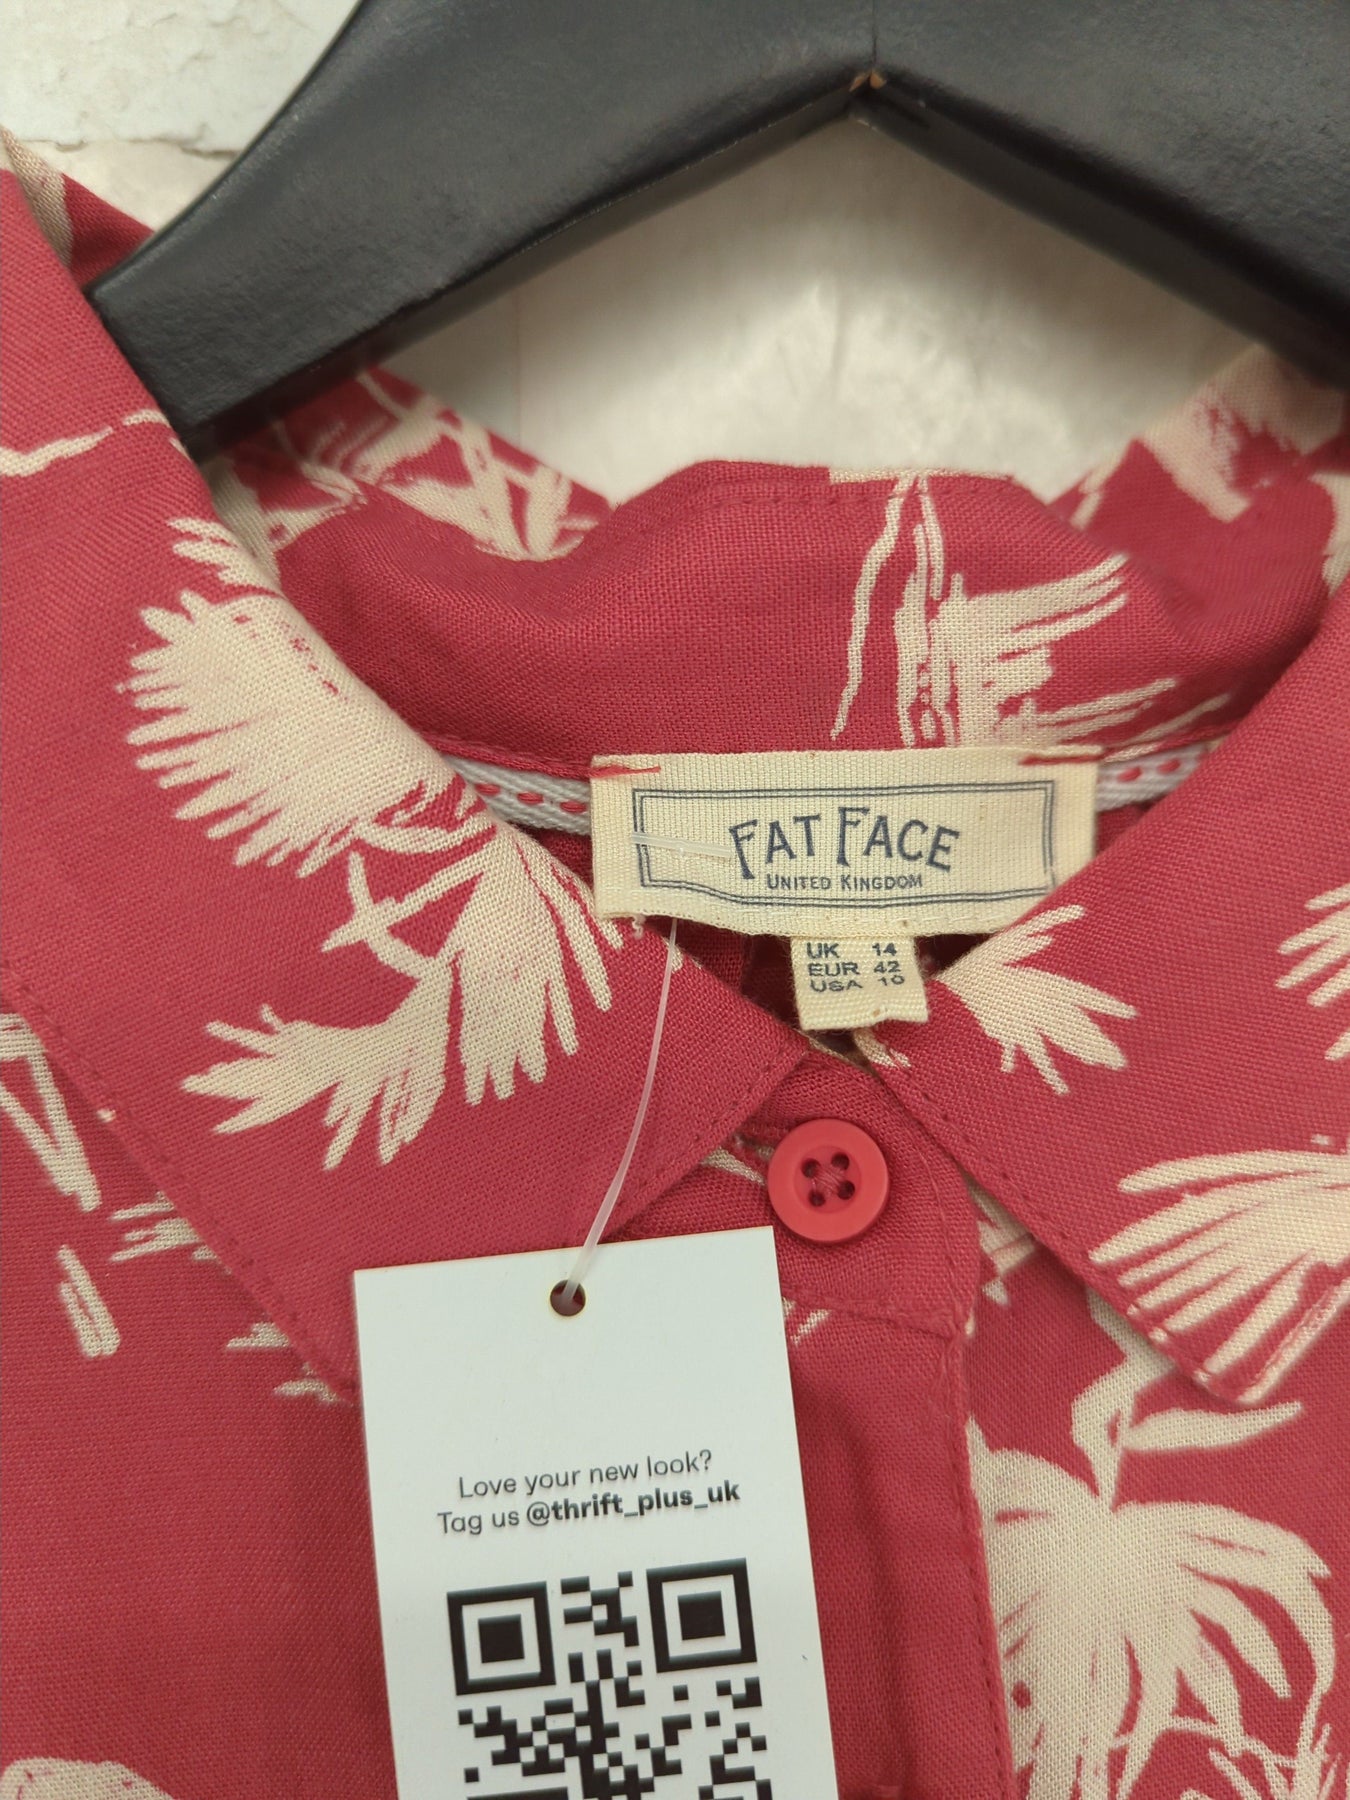 FAT FACE
UNITED KINGDOM
UK 14
EUR 42
USA 10
Love your new look?
Tag us @thrift_plus_uk